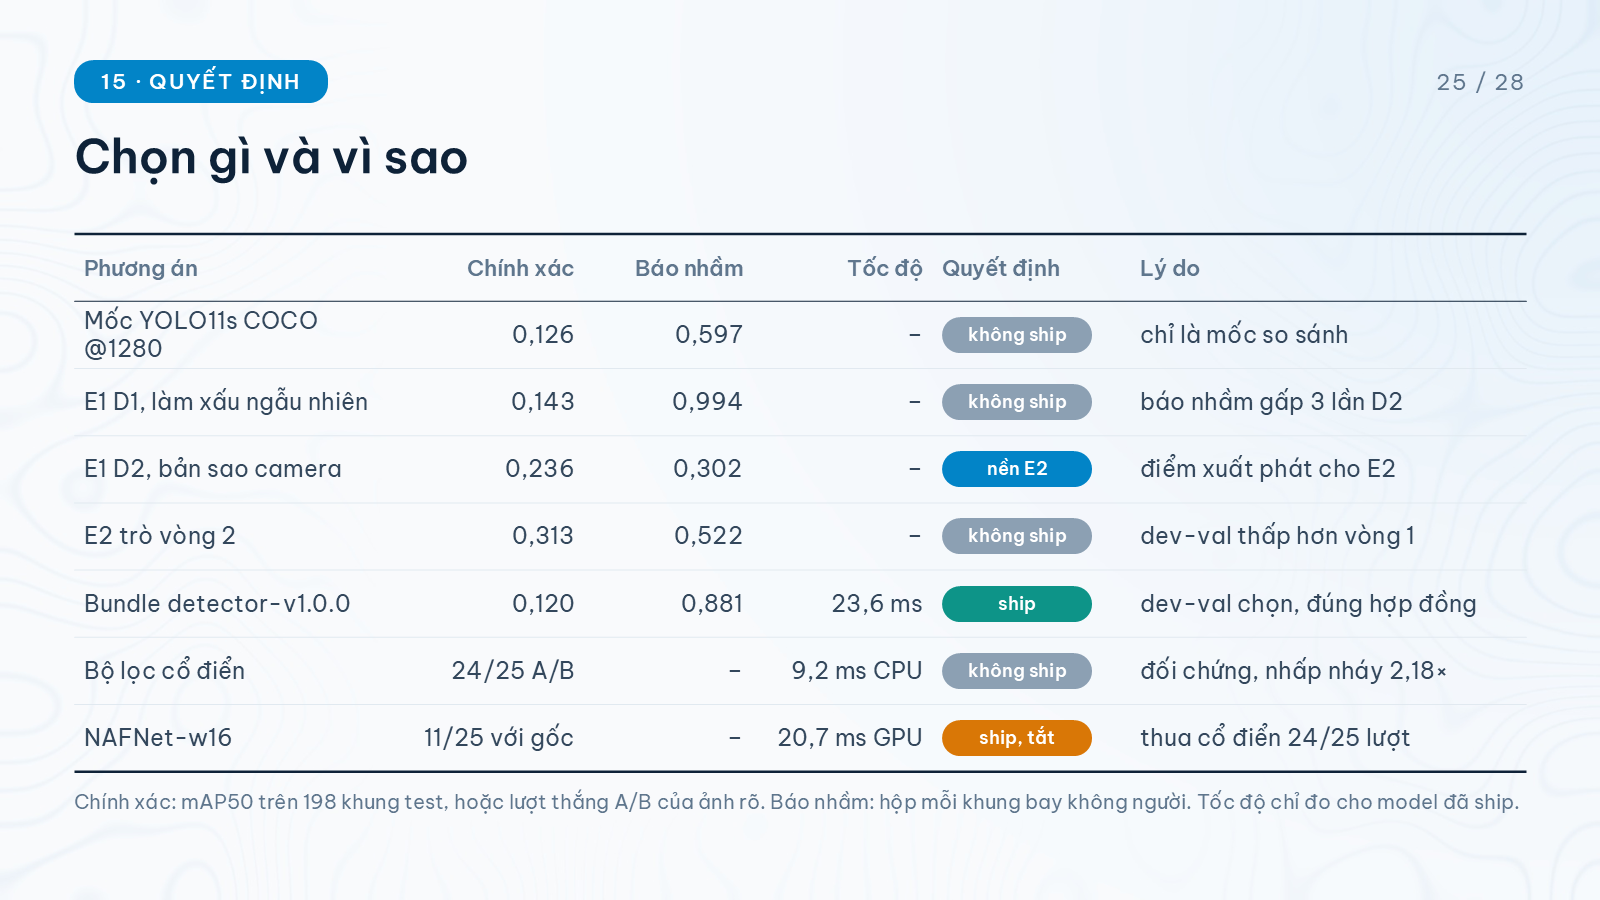 15 · QUYẾT ĐỊNH
25 / 28
Chọn gì và vì sao
Phương án Chính xác Báo nhầm Tốc độ Quyết định Lý do
Mốc YOLO11s COCO
@1280 0,126 0,597 – không ship chỉ là mốc so sánh
E1 D1, làm xấu ngẫu nhiên 0,143 0,994 – không ship báo nhầm gấp 3 lần D2
E1 D2, bản sao camera 0,236 0,302 – nền E2 điểm xuất phát cho E2
E2 trò vòng 2 0,313 0,522 – không ship dev-val thấp hơn vòng 1
Bundle detector-v1.0.0 0,120 0,881 23,6 ms ship dev-val chọn, đúng hợp đồng
Bộ lọc cổ điển 24/25 A/B – 9,2 ms CPU không ship đối chứng, nhấp nháy 2,18×
NAFNet-w16 11/25 với gốc – 20,7 ms GPU ship, tắt thua cổ điển 24/25 lượt
Chính xác: mAP50 trên 198 khung test, hoặc lượt thắng A/B của ảnh rõ. Báo nhầm: hộp mỗi khung bay không người. Tốc độ chỉ đo cho model đã ship.